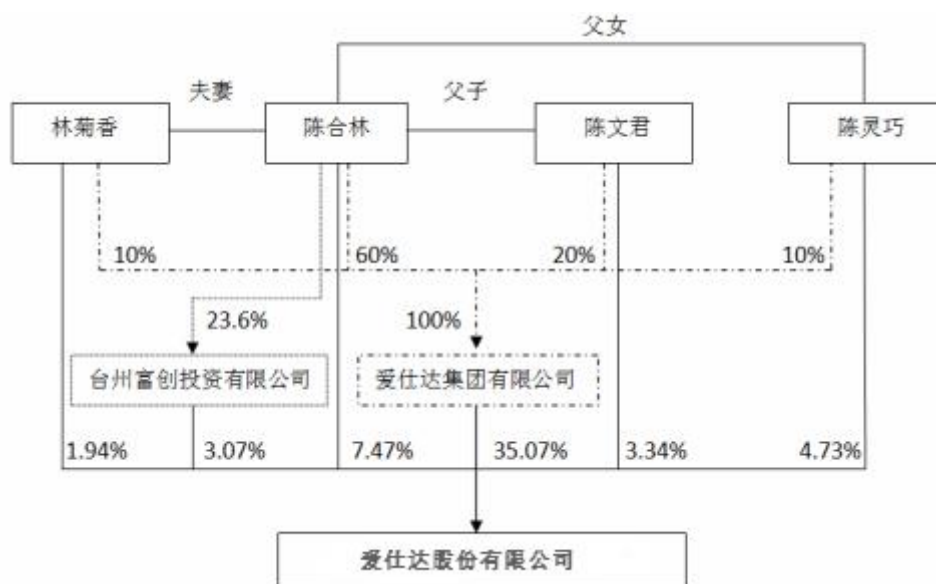 父女
夫妻
父子
林菊香
陈合林
陈文君
陈灵巧
10%
60%
20%
10%
23.6%
100%
台州富创投资有限公司
爱仕达集团有限公司
1.94%
3.07%
7.47%
35.07%
3.34%
4.73%
爱仕达股份有限公司